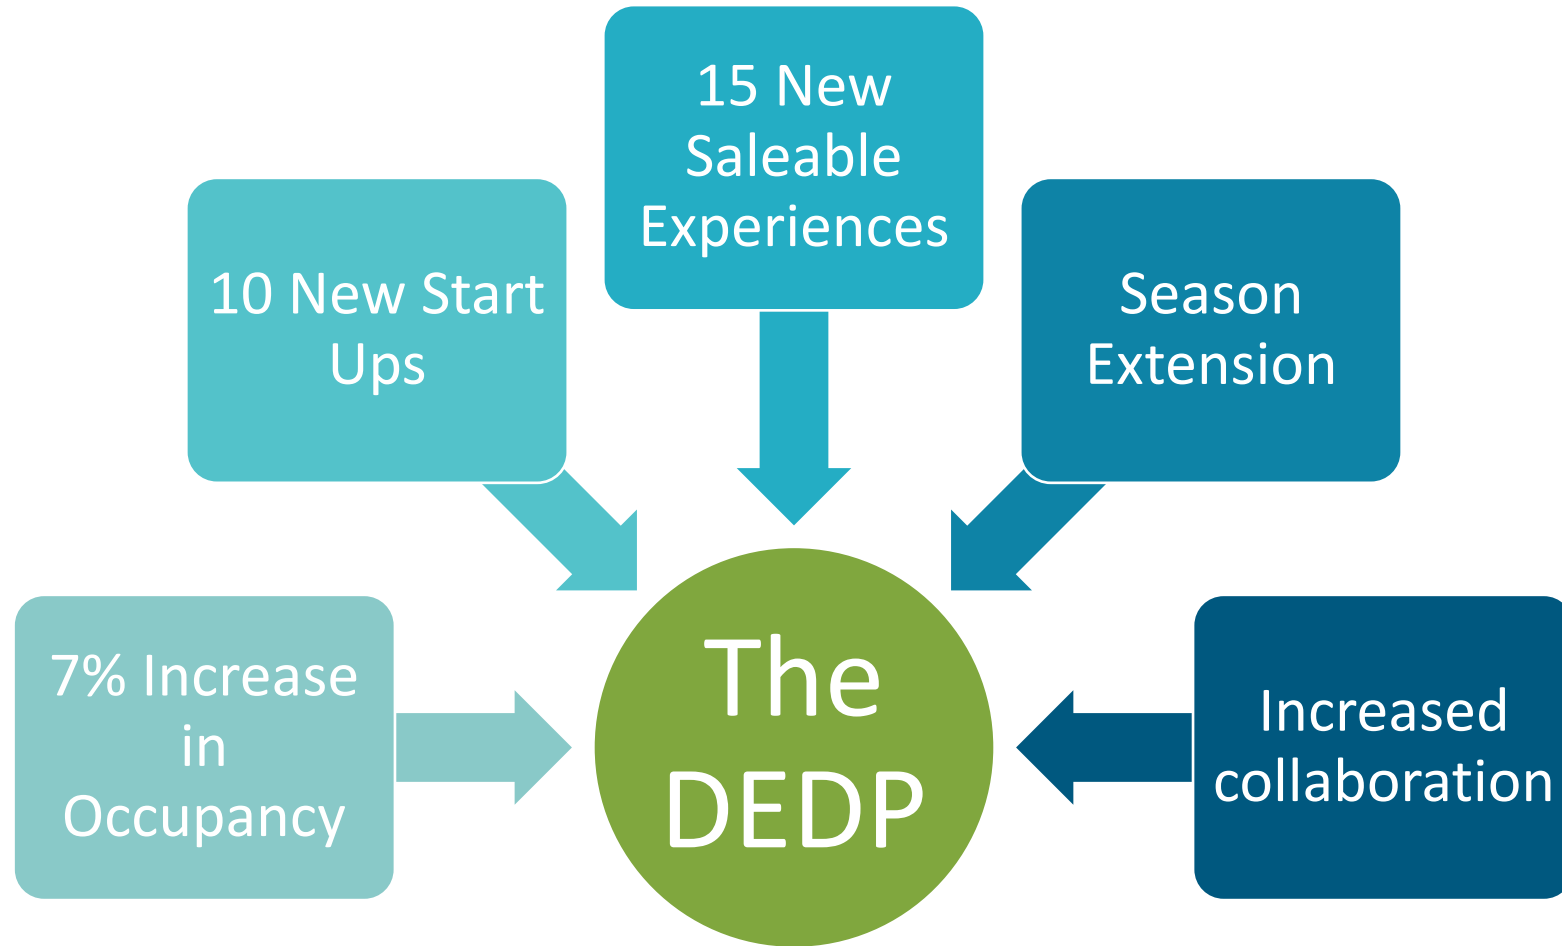 15 New
Saleable
Experiences
10 New Start
Ups
Season
Extension
7% Increase
in
Occupancy
The
DEDP
Increased
collaboration